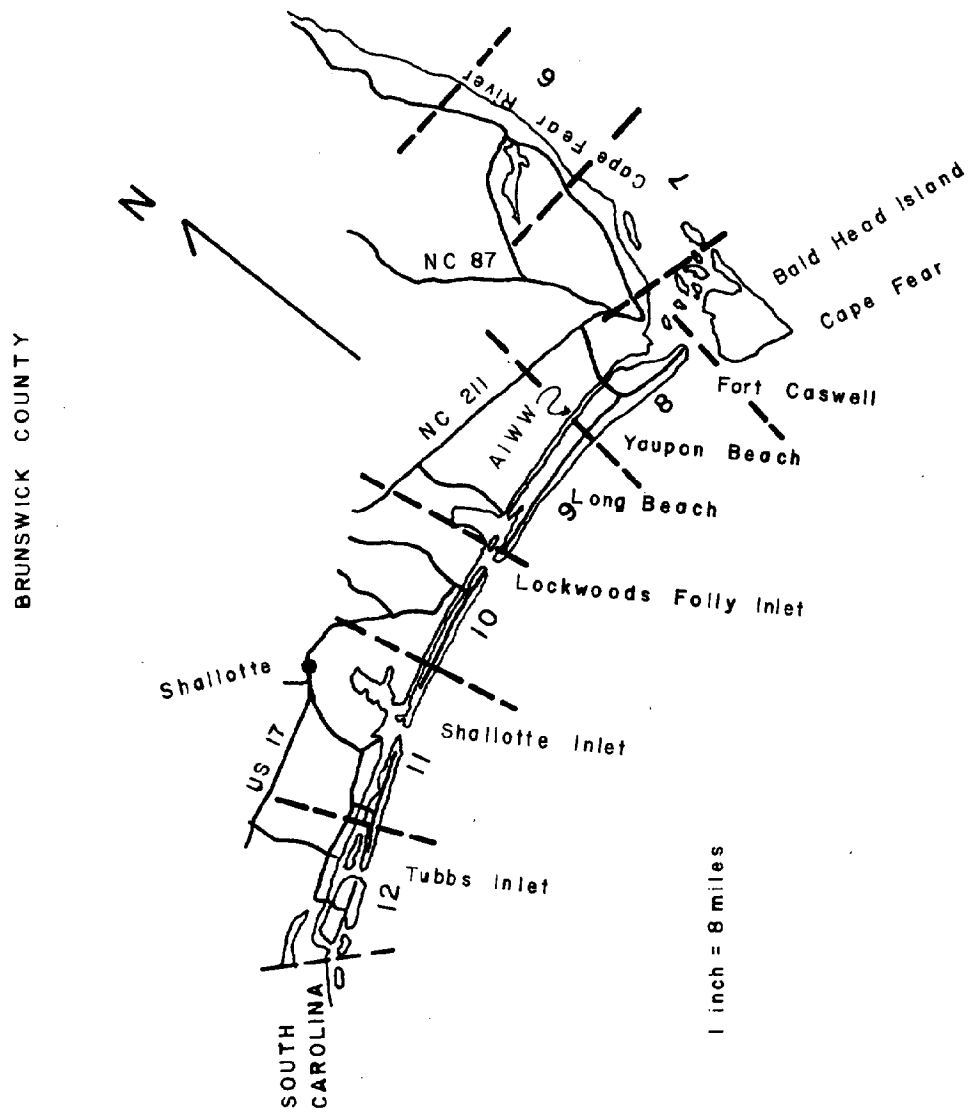 BRUNSWICK COUNTY
N
6
Cape Fear River
7
NC 87
Bald Head Island
Cape Fear
Fort Caswell
8
NC 211
AIWW
Yaupon Beach
Long Beach
9
Lockwoods Folly Inlet
10
Shallotte
Shallotte Inlet
11
US 17
Tubbs Inlet
12
SOUTH
CAROLINA
1 inch = 8 miles